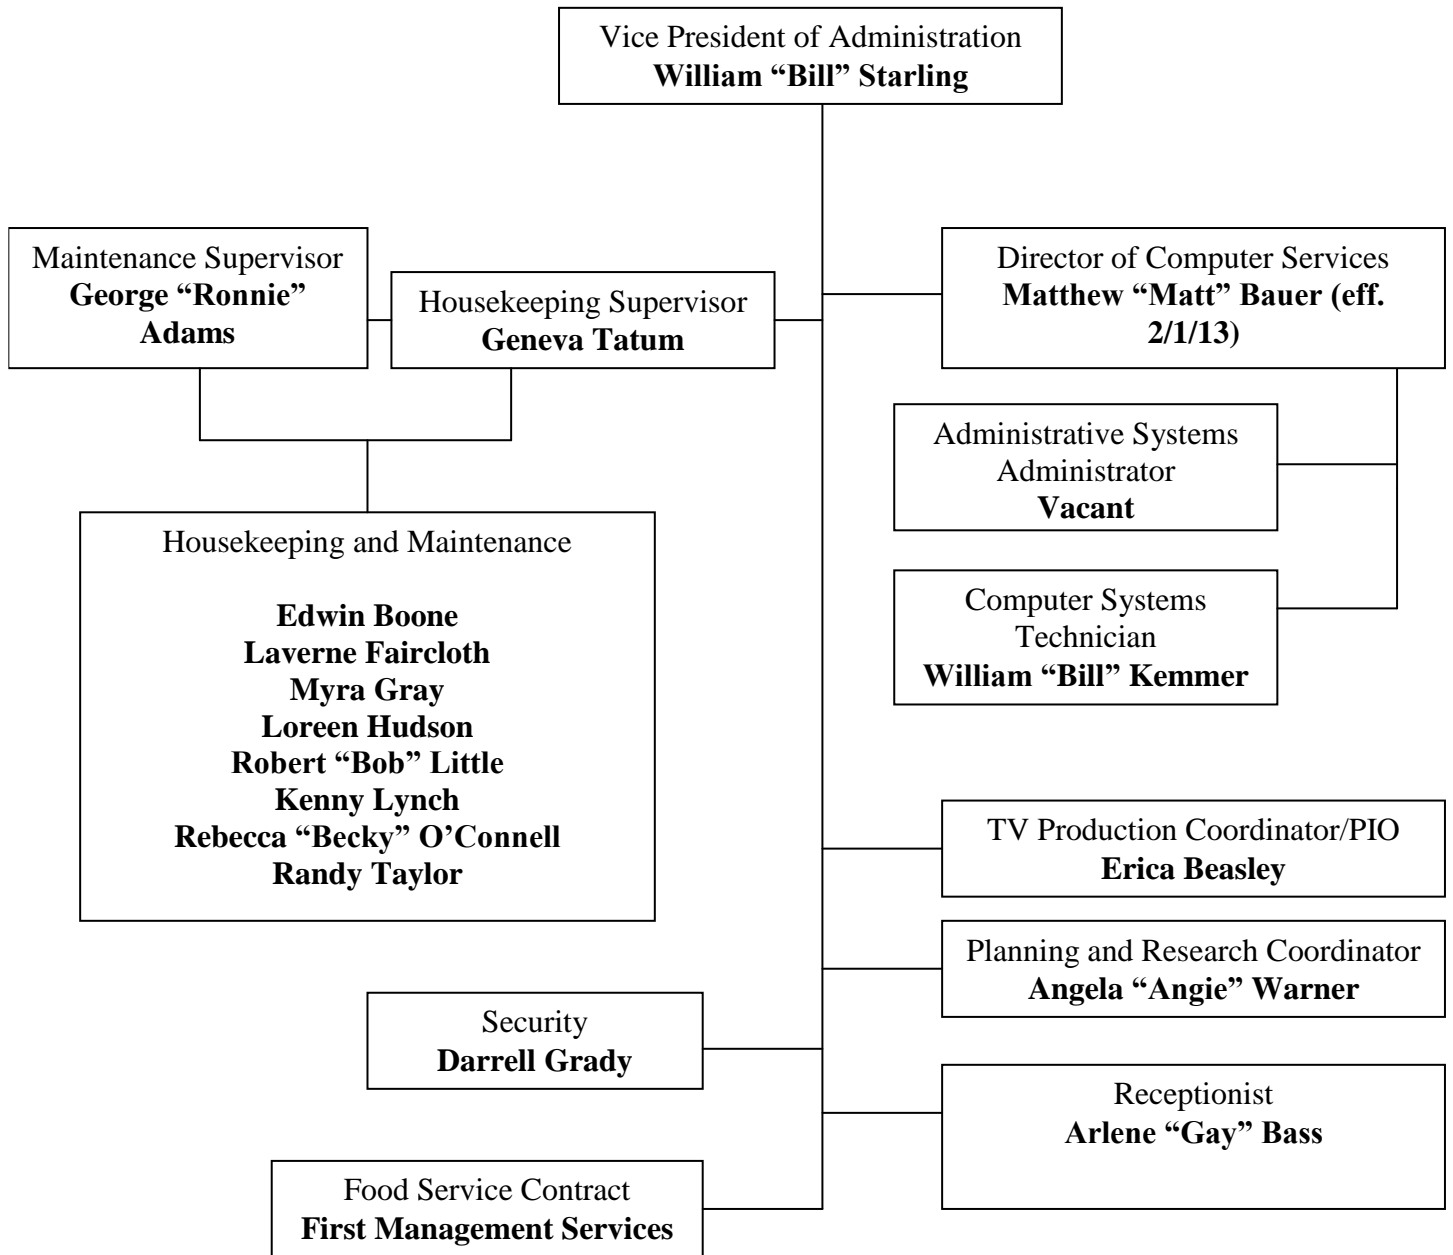 Vice President of Administration
William “Bill” Starling
Maintenance Supervisor
George “Ronnie”
Adams
Housekeeping Supervisor
Geneva Tatum
Director of Computer Services
Matthew “Matt” Bauer (eff.
2/1/13)
Administrative Systems
Administrator
Vacant
Computer Systems
Technician
William “Bill” Kemmer
Housekeeping and Maintenance
Edwin Boone
Laverne Faircloth
Myra Gray
Loreen Hudson
Robert “Bob” Little
Kenny Lynch
Rebecca “Becky” O’Connell
Randy Taylor
TV Production Coordinator/PIO
Erica Beasley
Planning and Research Coordinator
Angela “Angie” Warner
Security
Darrell Grady
Receptionist
Arlene “Gay” Bass
Food Service Contract
First Management Services